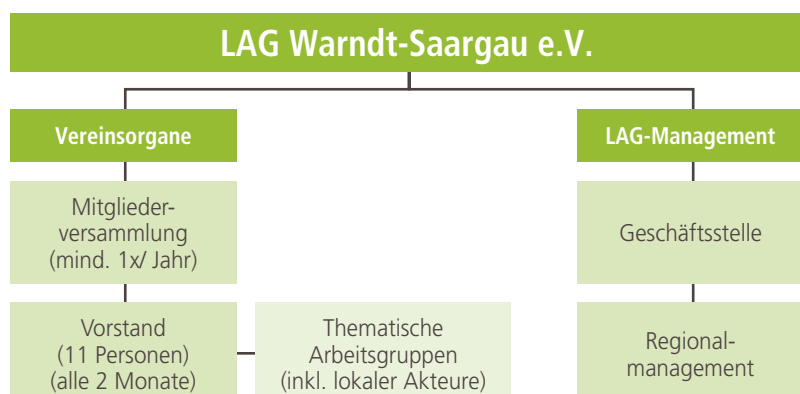 LAG Warndt-Saargau e.V.
Vereinsorgane
LAG-Management
Mitglieder-
versammlung
(mind. 1x/ Jahr)
Geschäftsstelle
Vorstand
(11 Personen)
(alle 2 Monate)
Thematische
Arbeitsgruppen
(inkl. lokaler Akteure)
Regional-
management